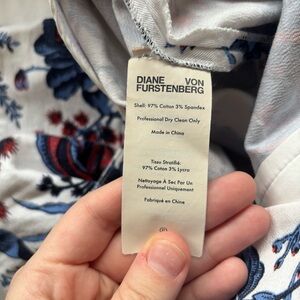 DIANE VON
FURSTENBERG
Shell: 97% Cotton 3% Spandex
Professional Dry Clean Only
Made in China
Tissu Stratifié:
97% Coton 3% Lycra
Nettoyage À Sec Par Un
Professionnel Uniquement
Fabriqué en Chine